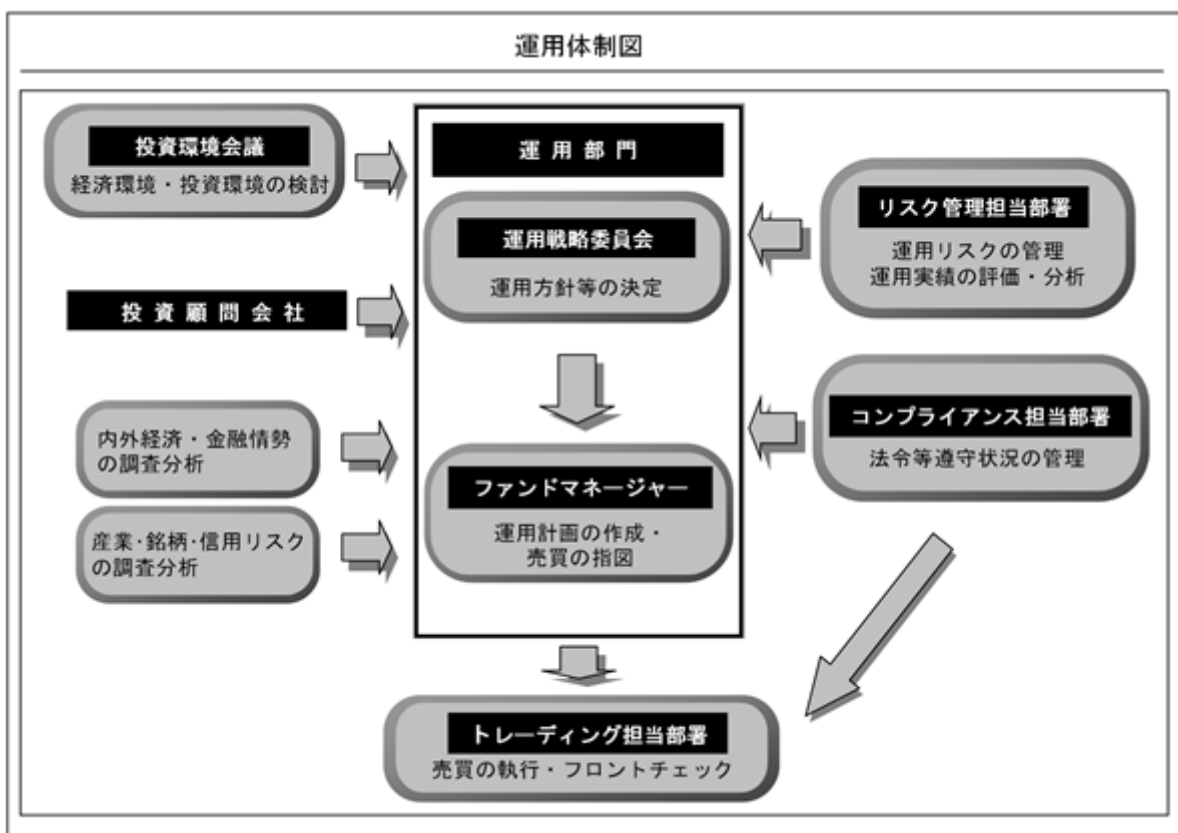 運用体制図
投資環境会議
経済環境・投資環境の検討
投資顧問会社
内外経済・金融情勢
の調査分析
産業・銘柄・信用リスク
の調査分析
運用部門
運用戦略委員会
運用方針等の決定
ファンドマネージャー
運用計画の作成・
売買の指図
リスク管理担当部署
運用リスクの管理
運用実績の評価・分析
コンプライアンス担当部署
法令等遵守状況の管理
トレーディング担当部署
売買の執行・フロントチェック